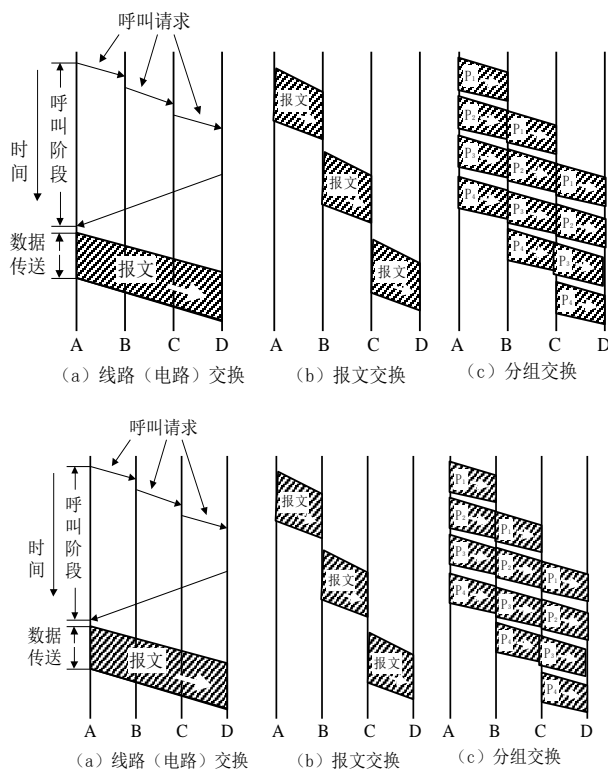 呼叫请求
时间
呼叫阶段
数据传送
报文
A B C D
(a) 线路（电路）交换
报文
报文
报文
A B C D
(b) 报文交换
P₁
P₂ P₁
P₃ P₂ P₁
P₄ P₃ P₂
P₄ P₃
P₄
A B C D
(c) 分组交换
呼叫请求
时间
呼叫阶段
数据传送
报文
A B C D
(a) 线路（电路）交换
报文
报文
报文
A B C D
(b) 报文交换
P₁
P₂ P₁
P₃ P₂ P₁
P₄ P₃ P₂
P₄ P₃
P₄
A B C D
(c) 分组交换